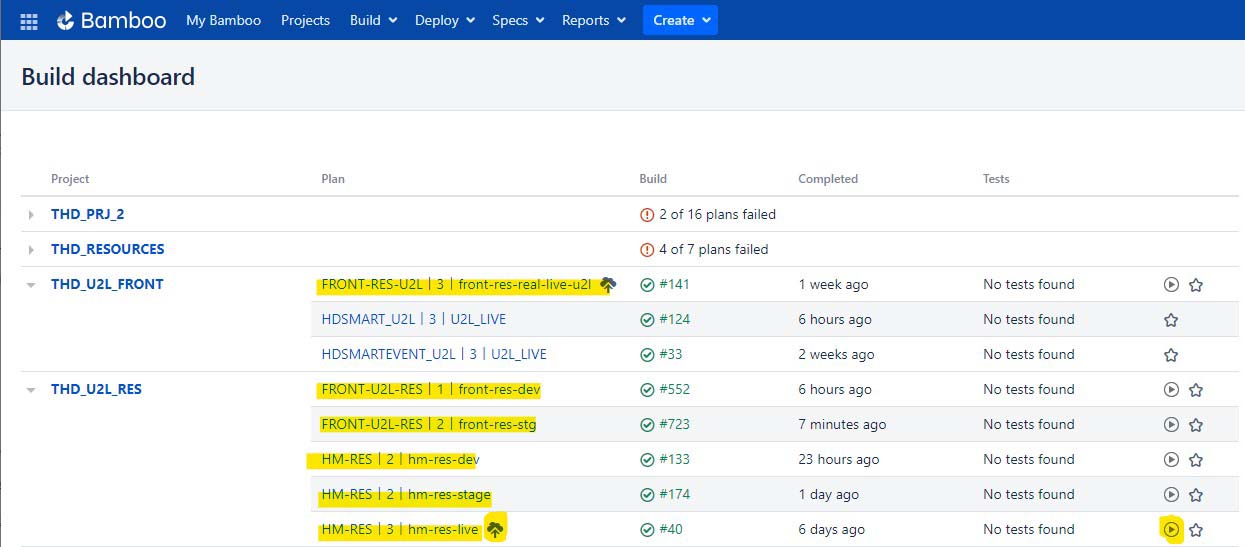 Bamboo My Bamboo Projects Build Deploy Specs Reports Create
Build dashboard
Project Plan Build Completed Tests
THD_PRJ_2 2 of 16 plans failed
THD_RESOURCES 4 of 7 plans failed
THD_U2L_FRONT FRONT-RES-U2L | 3 | front-res-real-live-u2l #141 1 week ago No tests found
HDSMART_U2L | 3 | U2L_LIVE #124 6 hours ago No tests found
HDSMARTEVENT_U2L | 3 | U2L_LIVE #33 2 weeks ago No tests found
THD_U2L_RES FRONT-U2L-RES | 1 | front-res-dev #552 6 hours ago No tests found
FRONT-U2L-RES | 2 | front-res-stg #723 7 minutes ago No tests found
HM-RES | 2 | hm-res-dev #133 23 hours ago No tests found
HM-RES | 2 | hm-res-stage #174 1 day ago No tests found
HM-RES | 3 | hm-res-live #40 6 days ago No tests found